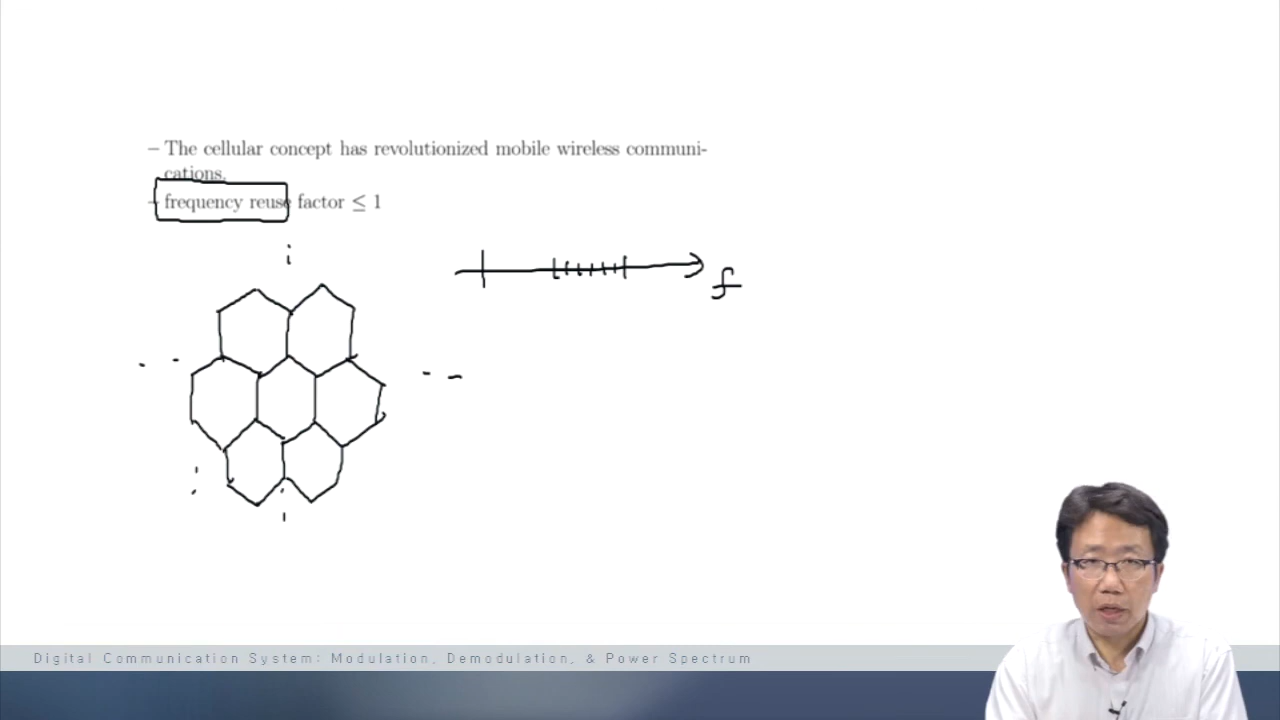 – The cellular concept has revolutionized mobile wireless communi-
cations.
– frequency reuse factor ≤ 1
f
Digital Communication System: Modulation, Demodulation, & Power Spectrum